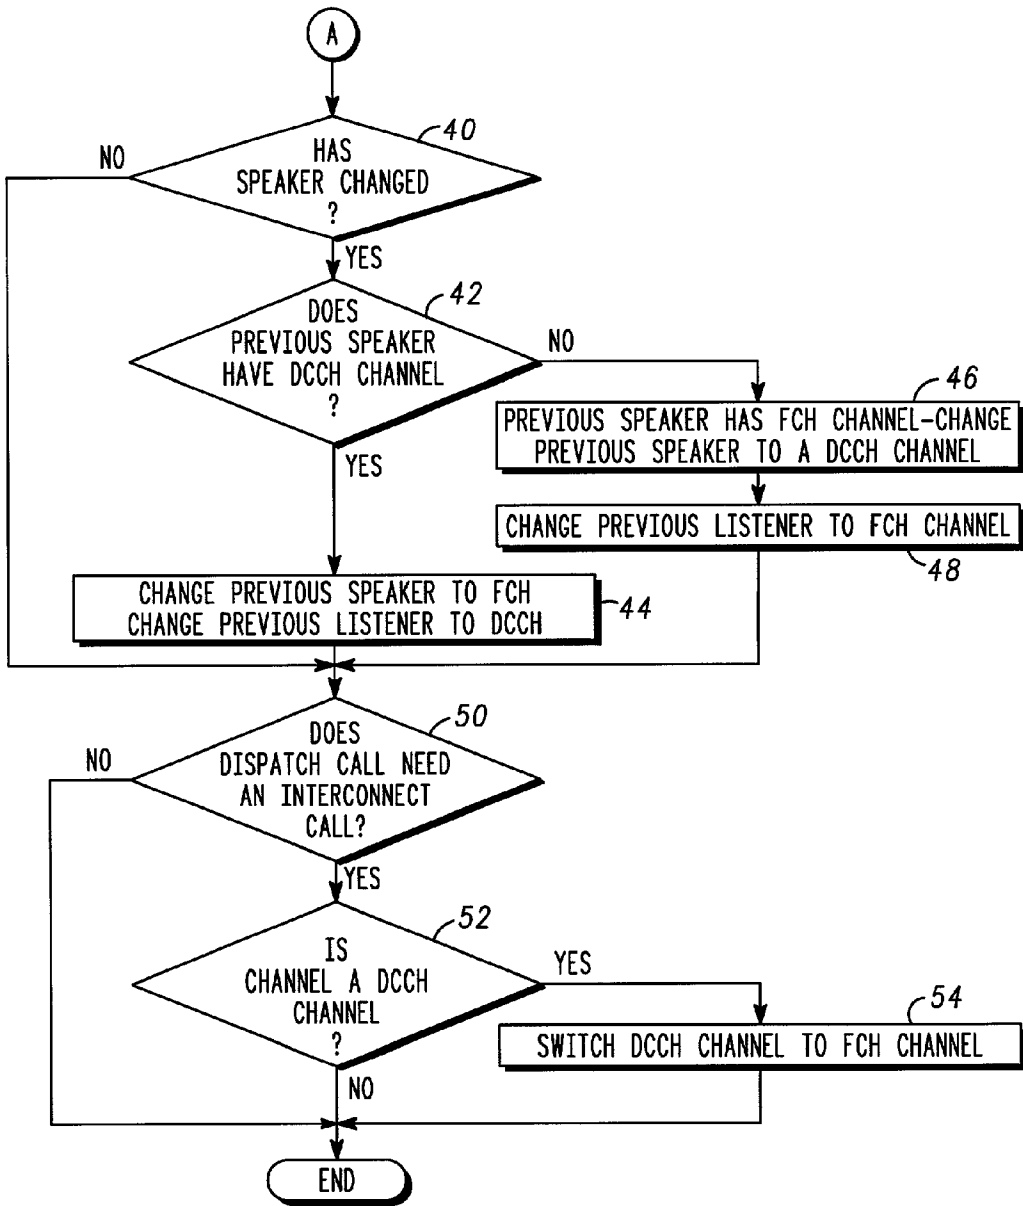 A
40
HAS
SPEAKER CHANGED
?
NO
YES
42
DOES
PREVIOUS SPEAKER
HAVE DCCH CHANNEL
?
NO
YES
46
PREVIOUS SPEAKER HAS FCH CHANNEL-CHANGE
PREVIOUS SPEAKER TO A DCCH CHANNEL
CHANGE PREVIOUS LISTENER TO FCH CHANNEL
48
CHANGE PREVIOUS SPEAKER TO FCH
CHANGE PREVIOUS LISTENER TO DCCH
44
50
DOES
DISPATCH CALL NEED
AN INTERCONNECT
CALL?
NO
YES
52
IS
CHANNEL A DCCH
CHANNEL
?
YES
54
SWITCH DCCH CHANNEL TO FCH CHANNEL
NO
END